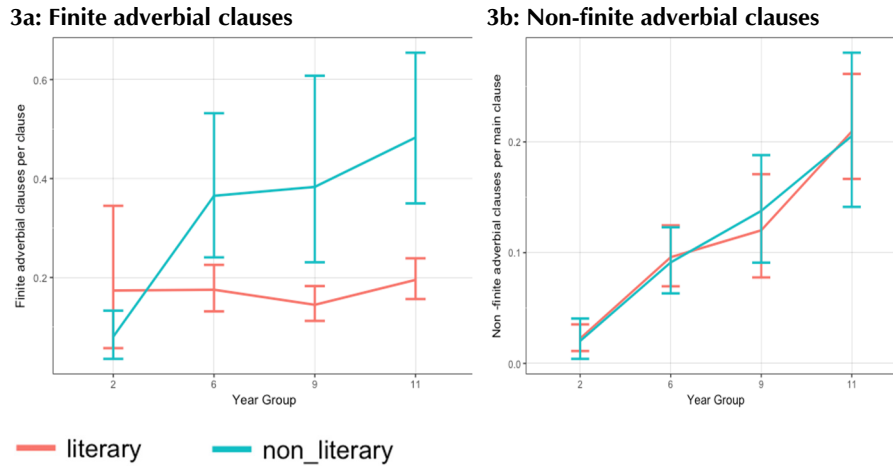 3a: Finite adverbial clauses
Finite adverbial clauses per clause
0.6
0.4
0.2
2 6 9 11
Year Group
3b: Non-finite adverbial clauses
Non -finite adverbial clauses per main clause
0.2
0.1
0.0
2 6 9 11
Year Group
literary non_literary